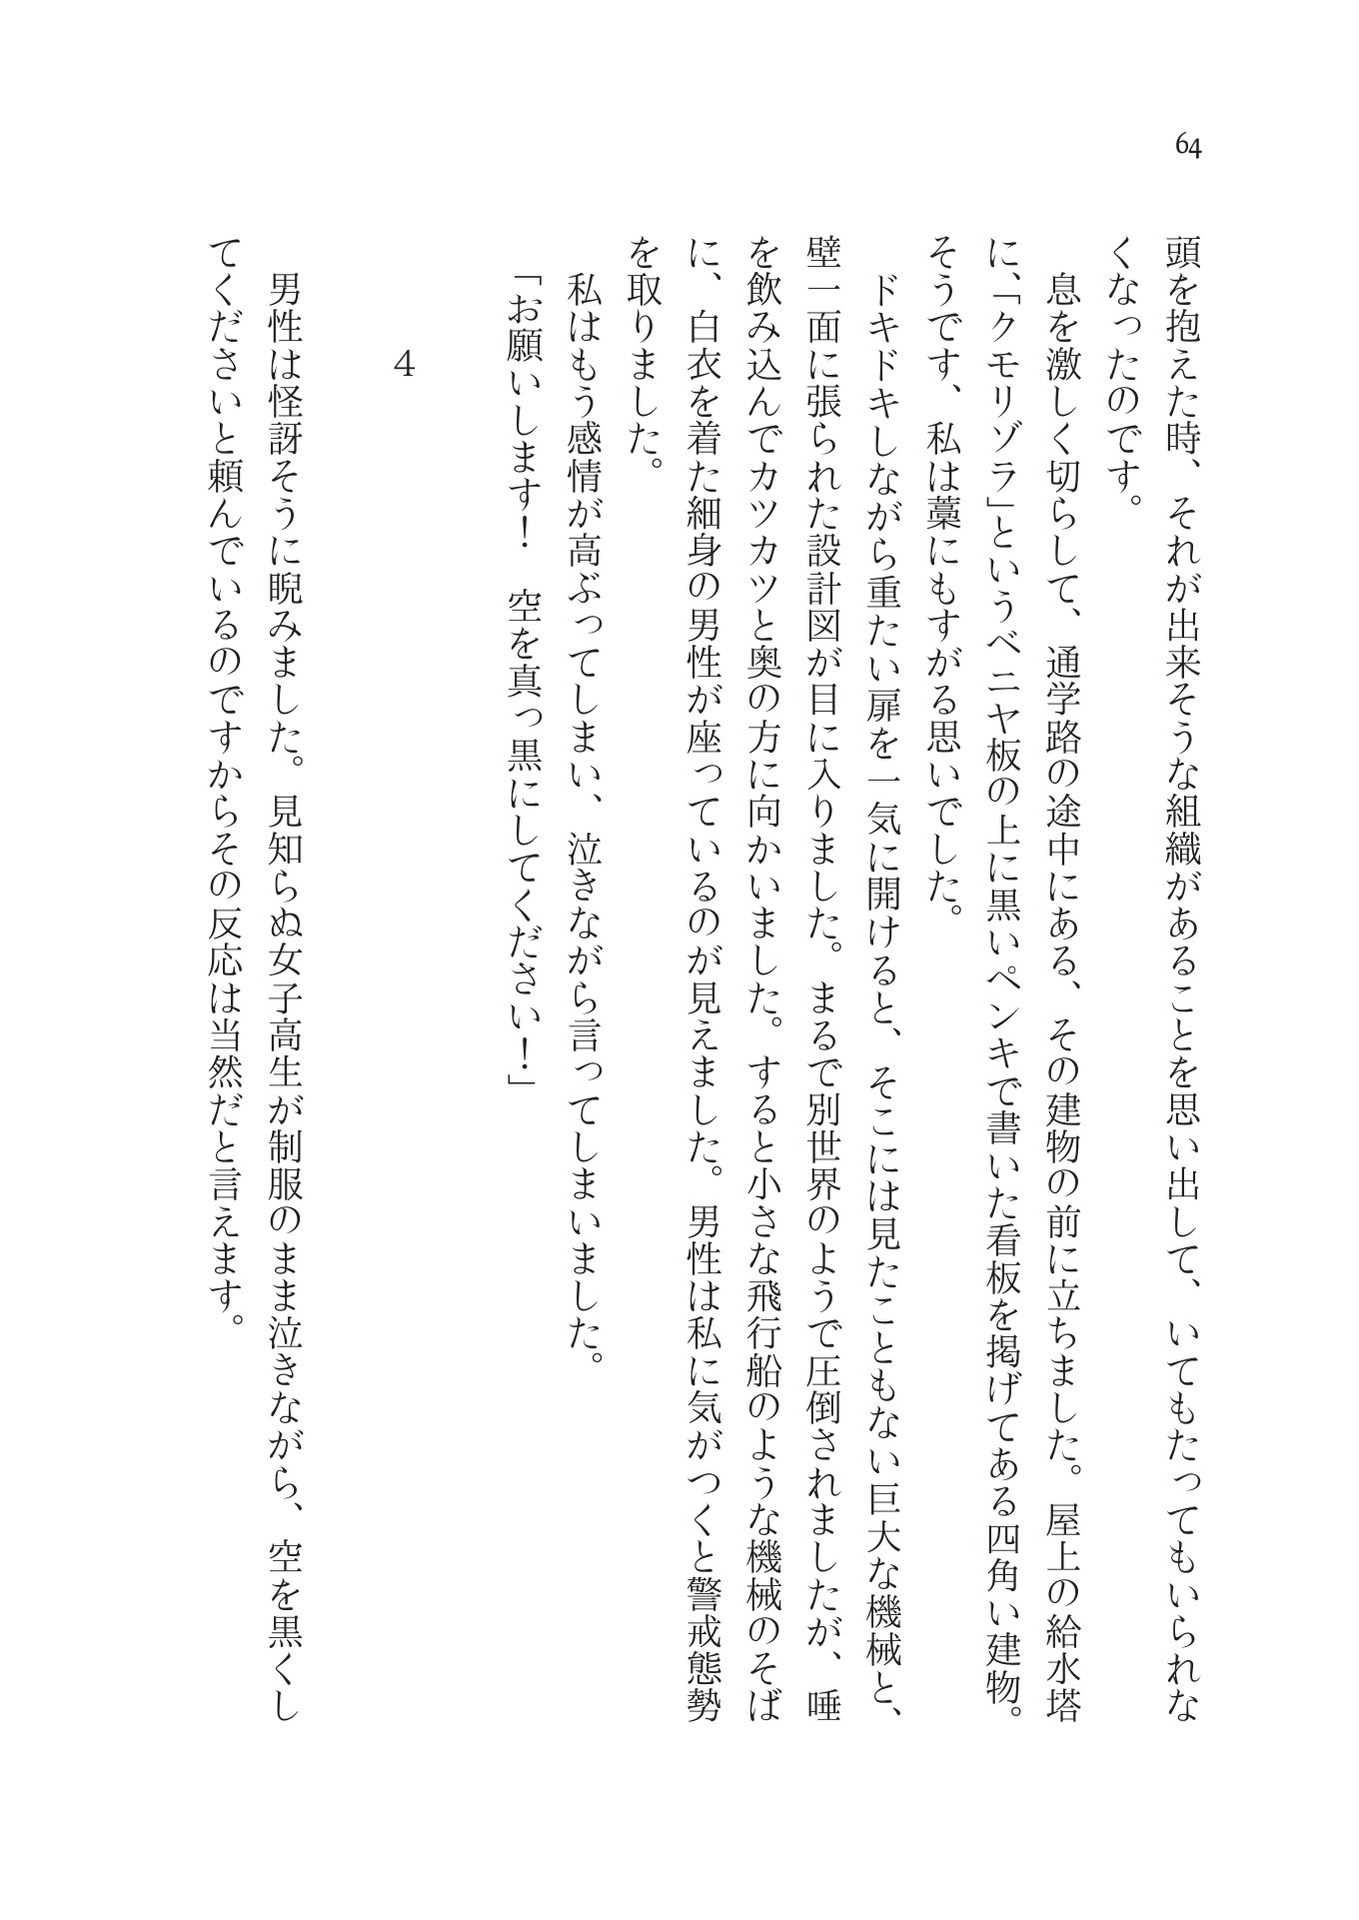 64
頭を抱えた時、それが出来そうな組織があることを思い出して、いてもたってもいられな
くなったのです。
　息を激しく切らして、通学路の途中にある、その建物の前に立ちました。屋上の給水塔
に、「クモリゾラ」というベニヤ板の上に黒いペンキで書いた看板を掲げてある四角い建物。
そうです、私は藁にもすがる思いでした。
　ドキドキしながら重たい扉を一気に開けると、そこには見たこともない巨大な機械と、
壁一面に張られた設計図が目に入りました。まるで別世界のようで圧倒されましたが、唾
を飲み込んでカツカツと奥の方に向かいました。すると小さな飛行船のような機械のそば
に、白衣を着た細身の男性が座っているのが見えました。男性は私に気がつくと警戒態勢
を取りました。
　私はもう感情が高ぶってしまい、泣きながら言ってしまいました。
「お願いします！　空を真っ黒にしてください！」
4
　男性は怪訝そうに睨みました。見知らぬ女子高生が制服のまま泣きながら、空を黒くし
てくださいと頼んでいるのですからその反応は当然だと言えます。